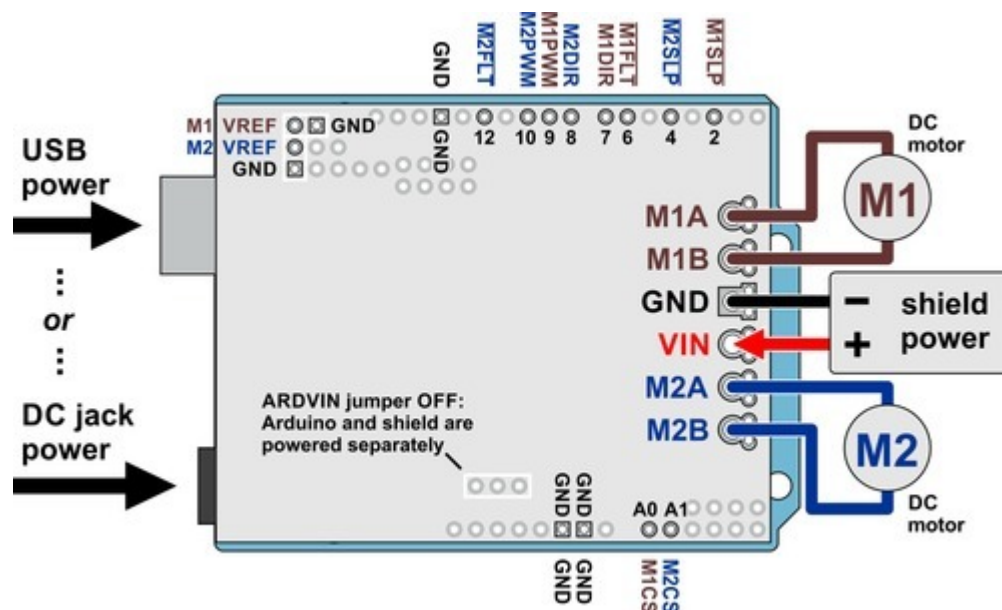 GND
M2FLT
M2PWM
M1PWM
M2DIR
M1DIR
M1FLT
M2SLP
M1SLP
M1 VREF
GND
M2 VREF
GND
GND
12
10
9
8
7
6
4
2
USB
power
...
or
...
DC jack
power
M1A
M1B
GND
VIN
M2A
M2B
DC
motor
M1
−
shield
power
+
M2
DC
motor
ARDVIN jumper OFF:
Arduino and shield are
powered separately
GND
GND
A0 A1
GND
GND
M1CS
M2CS